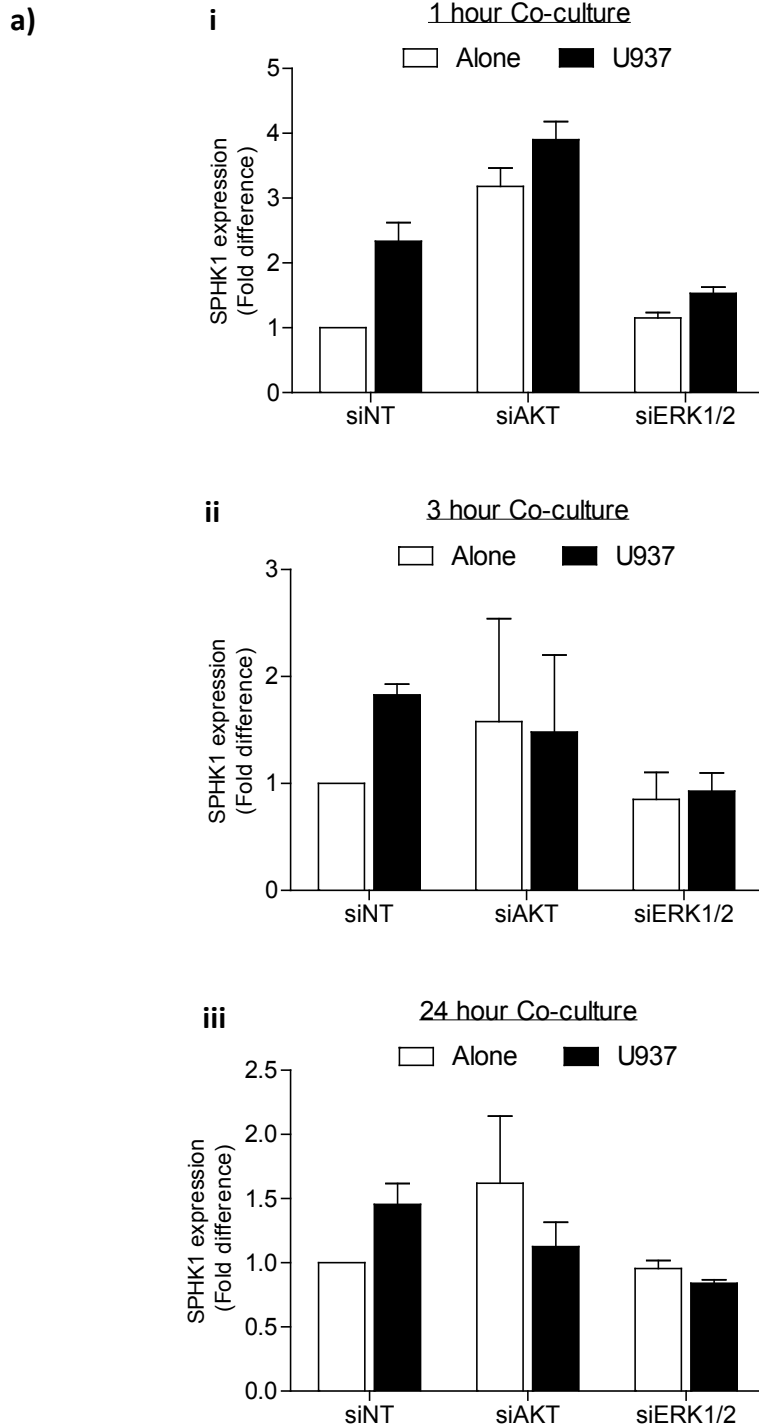 a)
i
1 hour Co-culture
Alone U937
SPHK1 expression
(Fold difference)
5
4
3
2
1
0
siNT siAKT siERK1/2
ii
3 hour Co-culture
Alone U937
SPHK1 expression
(Fold difference)
3
2
1
0
siNT siAKT siERK1/2
iii
24 hour Co-culture
Alone U937
SPHK1 expression
(Fold difference)
2.5
2.0
1.5
1.0
0.5
0.0
siNT siAKT siERK1/2